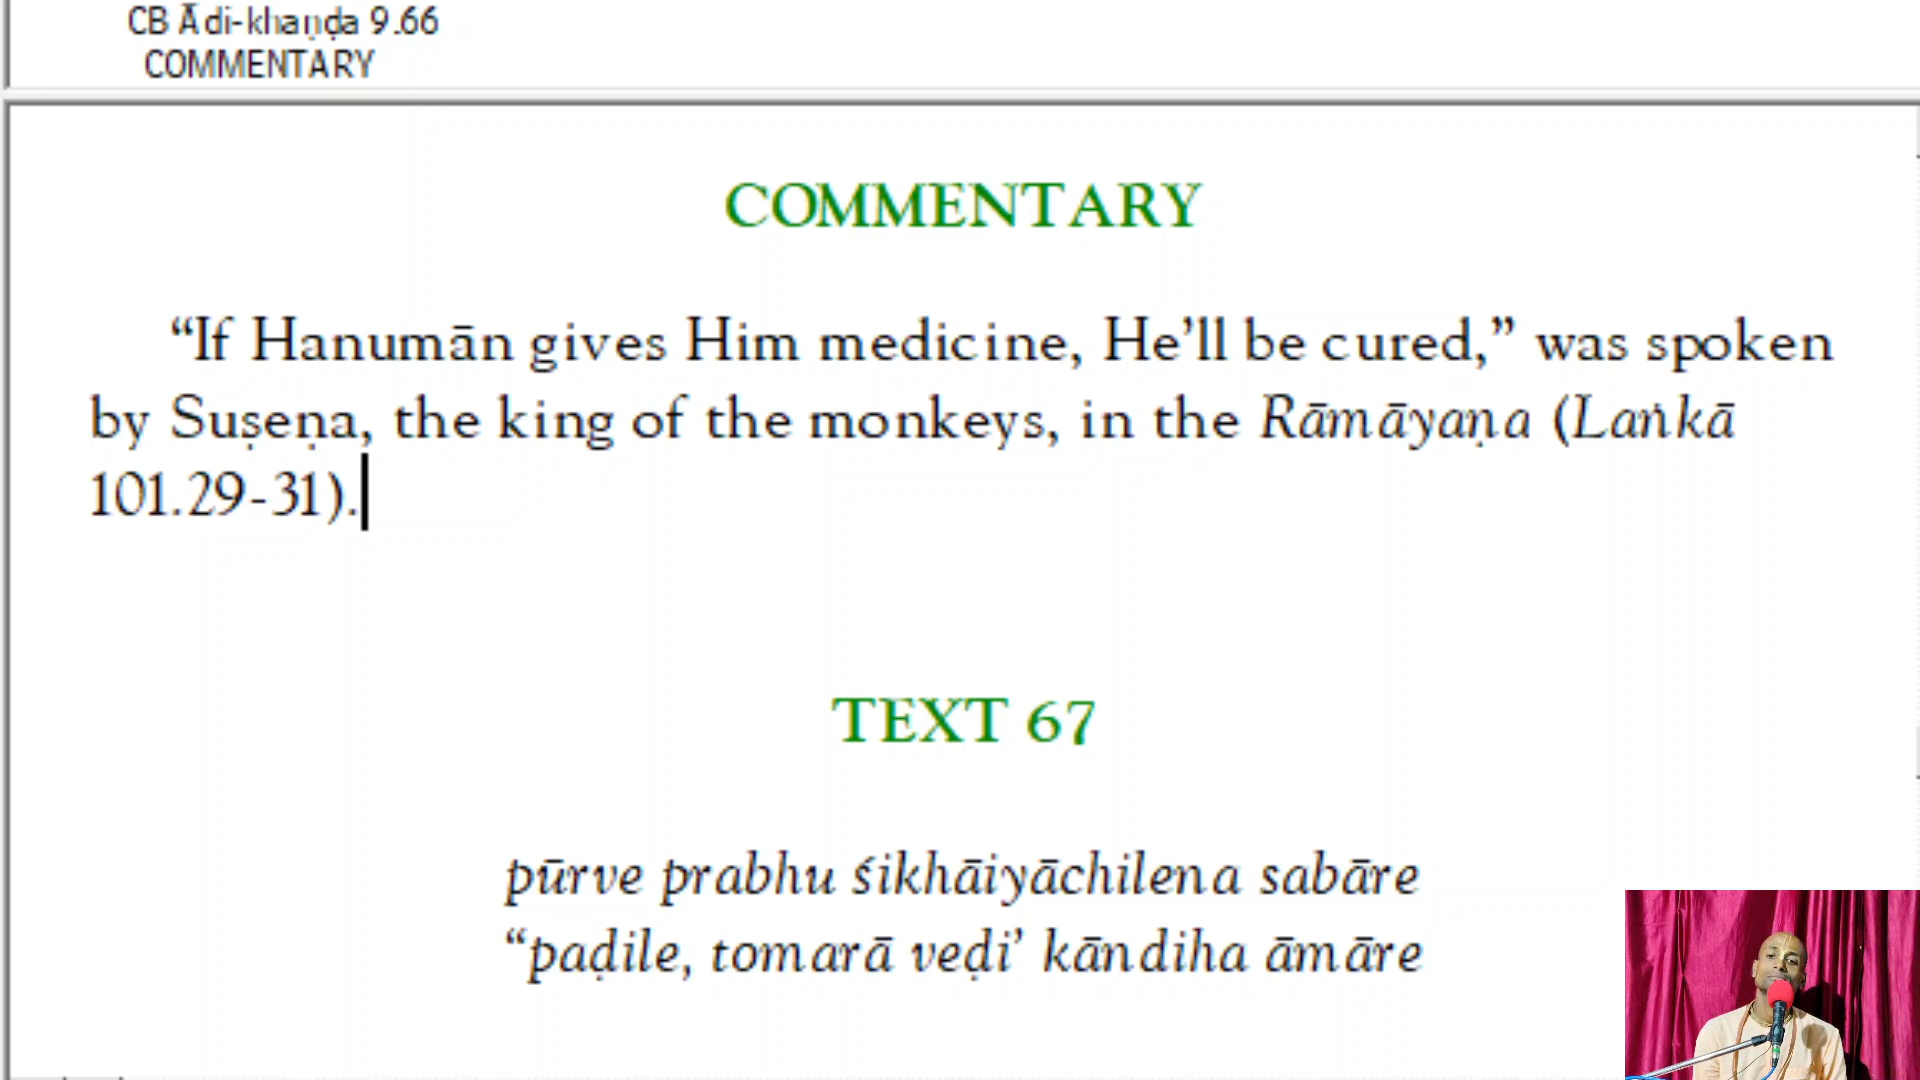 CB Ādi-khaṇḍa 9.66
COMMENTARY
COMMENTARY
“If Hanumān gives Him medicine, He’ll be cured,” was spoken
by Suṣeṇa, the king of the monkeys, in the Rāmāyaṇa (Laṅkā
101.29-31).
TEXT 67
pūrve prabhu śikhāiyāchilena sabāre
“paḍile, tomarā veḍi’ kāndiha āmāre